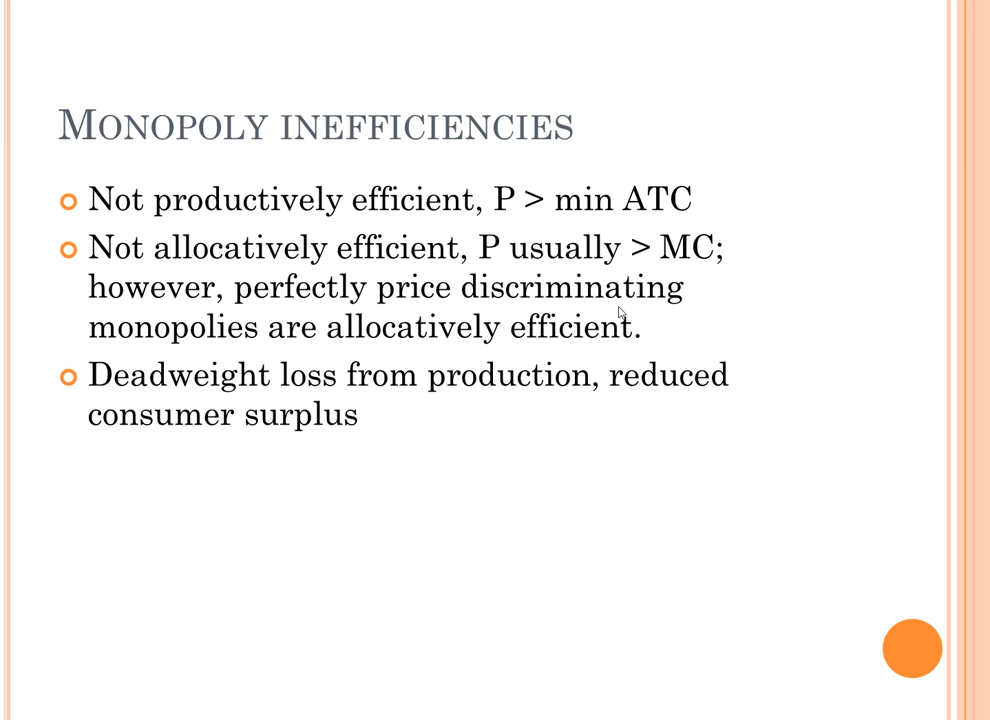 MONOPOLY INEFFICIENCIES
Not productively efficient, P > min ATC
Not allocatively efficient, P usually > MC;
however, perfectly price discriminating
monopolies are allocatively efficient.
Deadweight loss from production, reduced
consumer surplus